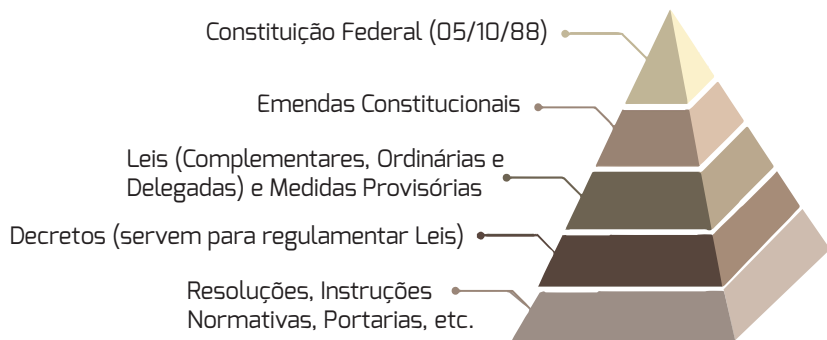 Constituição Federal (05/10/88)
Emendas Constitucionais
Leis (Complementares, Ordinárias e
Delegadas) e Medidas Provisórias
Decretos (servem para regulamentar Leis)
Resoluções, Instruções
Normativas, Portarias, etc.